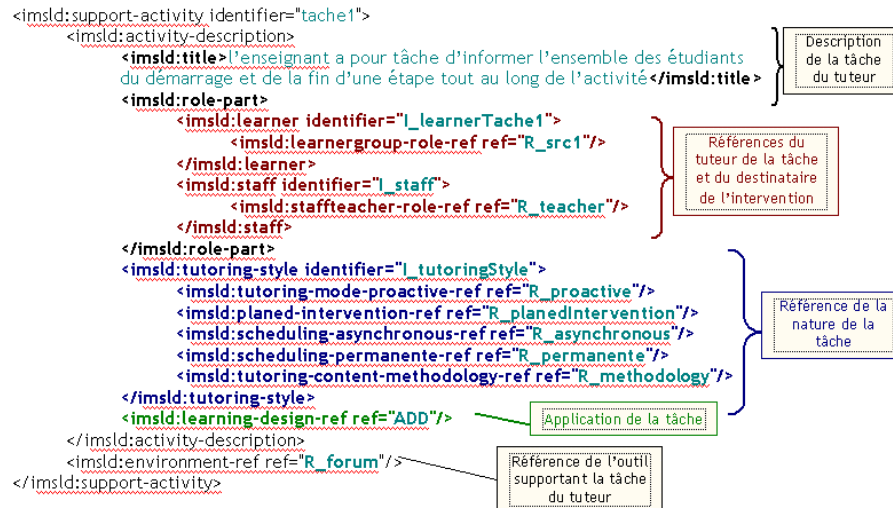 <imsld:support-activity identifier="tache1">
<imsld:activity-description>
<imsld:title>l'enseignant a pour tâche d'informer l'ensemble des étudiants
du démarrage et de la fin d'une étape tout au long de l'activité</imsld:title>
<imsld:role-part>
<imsld:learner identifier="I_learnerTache1">
<imsld:learnergroup-role-ref ref="R_src1"/>
</imsld:learner>
<imsld:staff identifier="I_staff">
<imsld:staffteacher-role-ref ref="R_teacher"/>
</imsld:staff>
</imsld:role-part>
<imsld:tutoring-style identifier="I_tutoringStyle">
<imsld:tutoring-mode-proactive-ref ref="R_proactive"/>
<imsld:planed-intervention-ref ref="R_planedIntervention"/>
<imsld:scheduling-asynchronous-ref ref="R_asynchronous"/>
<imsld:scheduling-permanente-ref ref="R_permanente"/>
<imsld:tutoring-content-methodology-ref ref="R_methodology"/>
</imsld:tutoring-style>
<imsld:learning-design-ref ref="ADD"/>
</imsld:activity-description>
<imsld:environment-ref ref="R_forum"/>
</imsld:support-activity>
Description
de la tâche
du tuteur
Références du
tuteur de la tâche
et du destinataire
de l'intervention
Référence de la
nature de la
tâche
Application de la tâche
Référence de l'outil
supportant la tâche
du tuteur